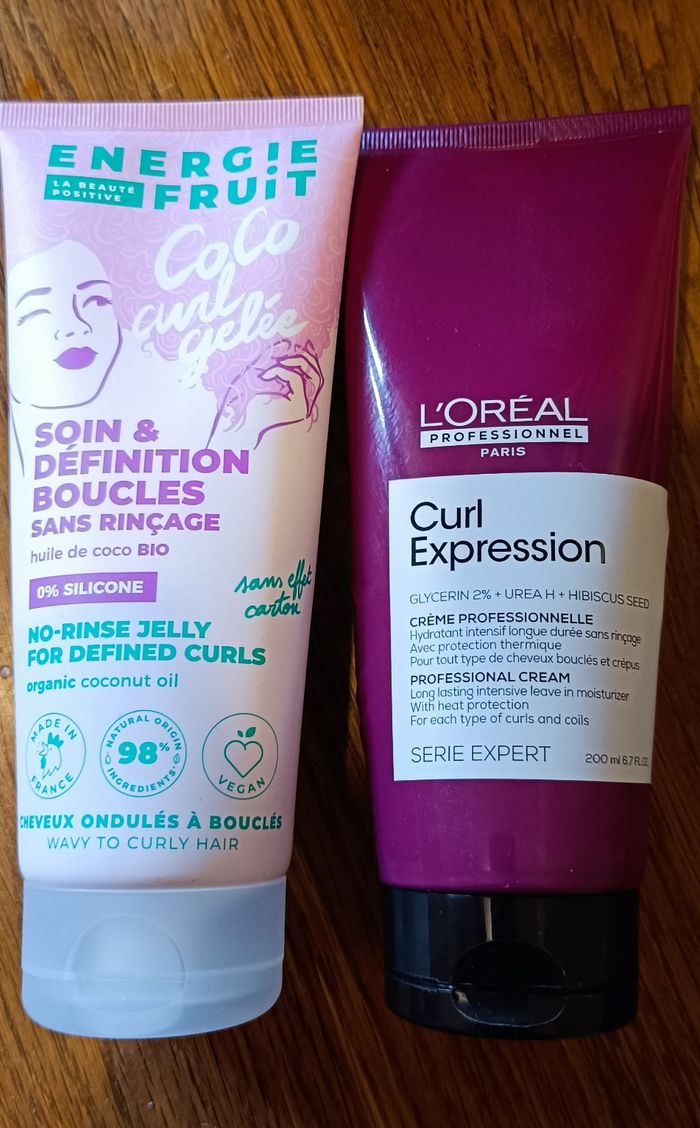 ENERGIE
LA BEAUTÉ
POSITIVE
FRUIT
CoCo
curl
gelée
SOIN &
DÉFINITION
BOUCLES
SANS RINÇAGE
huile de coco BIO
0% SILICONE
sans effet
carton
NO-RINSE JELLY
FOR DEFINED CURLS
organic coconut oil
MADE IN
FRANCE
NATURAL ORIGIN
98%
INGREDIENTS
VEGAN
CHEVEUX ONDULÉS À BOUCLÉS
WAVY TO CURLY HAIR
L'ORÉAL
PROFESSIONNEL
PARIS
Curl
Expression
GLYCERIN 2% + UREA H + HIBISCUS SEED
CRÈME PROFESSIONNELLE
Hydratant intensif longue durée sans rinçage
Avec protection thermique
Pour tout type de cheveux bouclés et crépus
PROFESSIONAL CREAM
Long lasting intensive leave in moisturizer
With heat protection
For each type of curls and coils
SERIE EXPERT
200 ml 6.7 FL.OZ